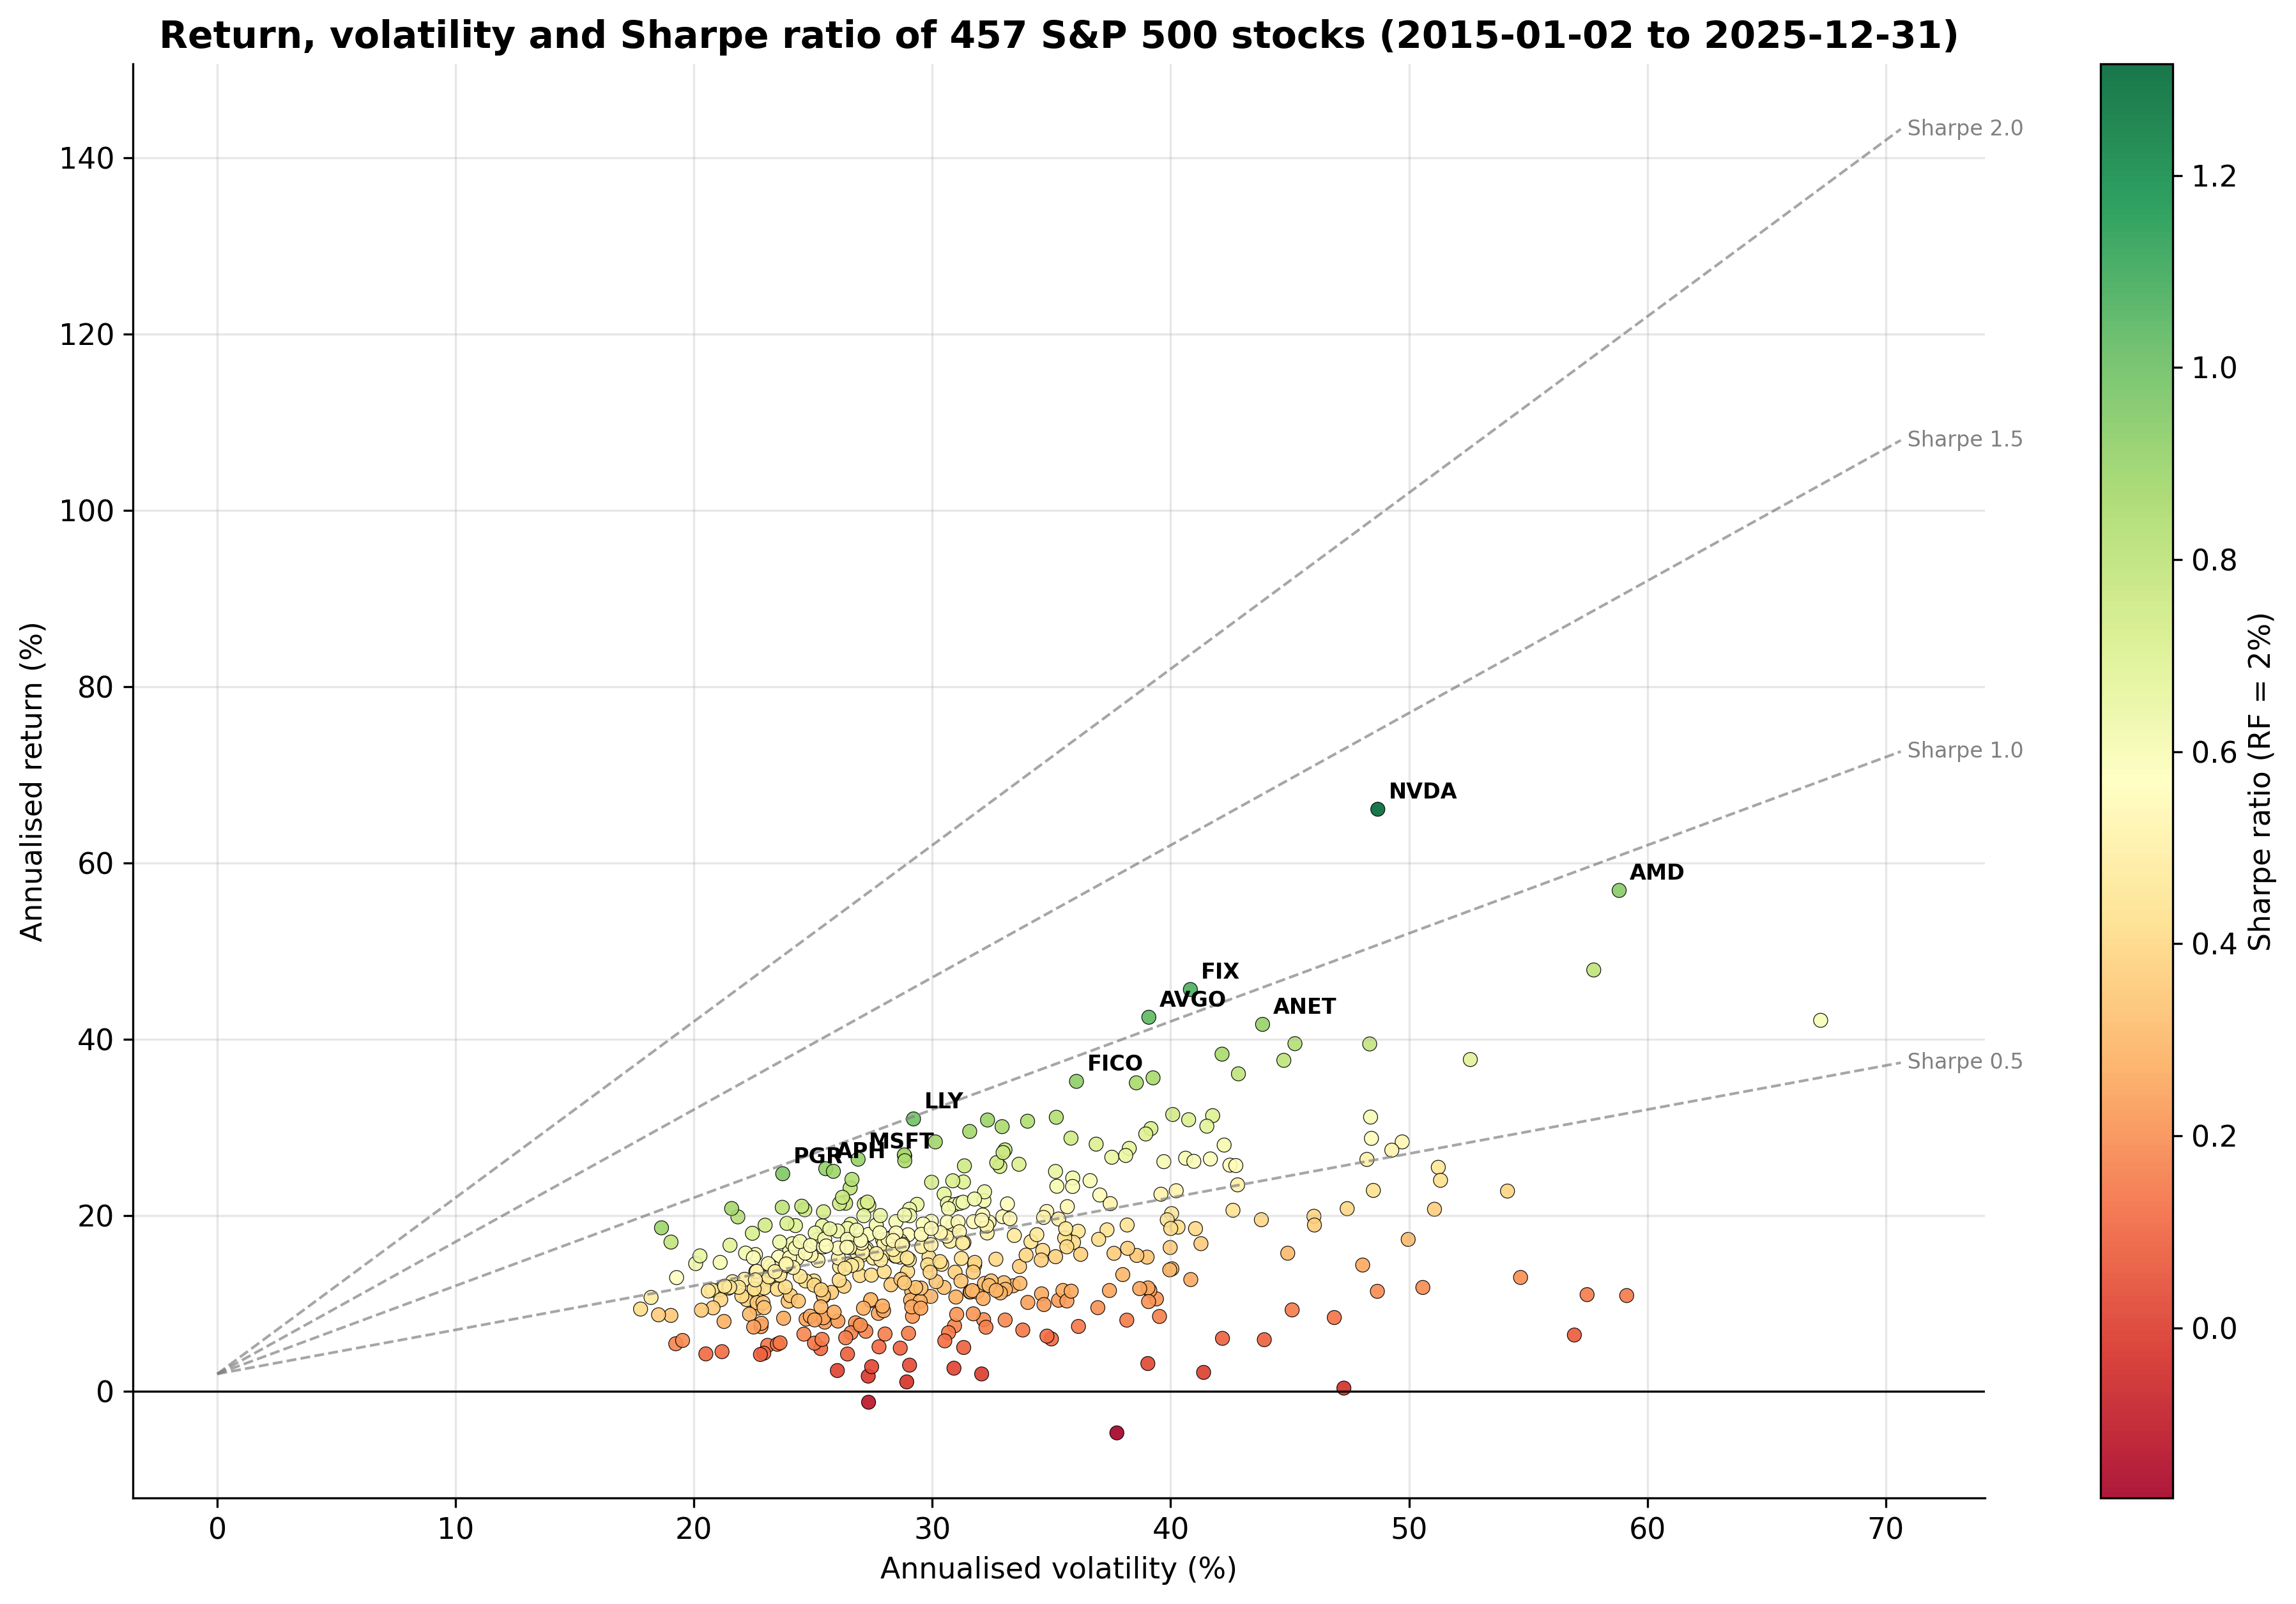 Return, volatility and Sharpe ratio of 457 S&P 500 stocks (2015-01-02 to 2025-12-31)
Annualised return (%)
140
120
100
80
60
40
20
0
Sharpe 2.0
Sharpe 1.5
Sharpe 1.0
Sharpe 0.5
NVDA
AMD
FIX
AVGO
ANET
FICO
LLY
MSFT
APH
PGR
0
10
20
30
40
50
60
70
Annualised volatility (%)
1.2
1.0
0.8
0.6
0.4
0.2
0.0
Sharpe ratio (RF = 2%)